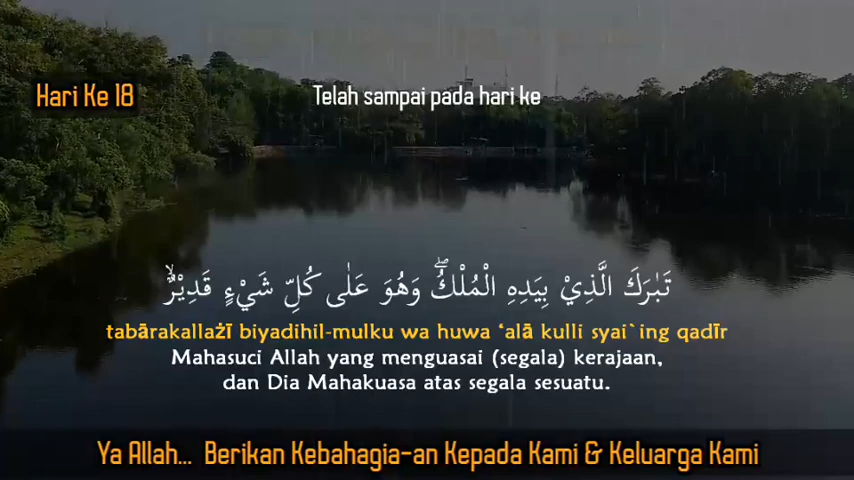 Hari Ke 18
Telah sampai pada hari ke
تَبٰرَكَ الَّذِيْ بِيَدِهِ الْمُلْكُۖ وَهُوَ عَلٰى كُلِّ شَيْءٍ قَدِيْرٌۙ
tabārakallażī biyadihil-mulku wa huwa ‘alā kulli syai`ing qadīr
Mahasuci Allah yang menguasai (segala) kerajaan,
dan Dia Mahakuasa atas segala sesuatu.
Ya Allah... Berikan Kebahagia-an Kepada Kami & Keluarga Kami